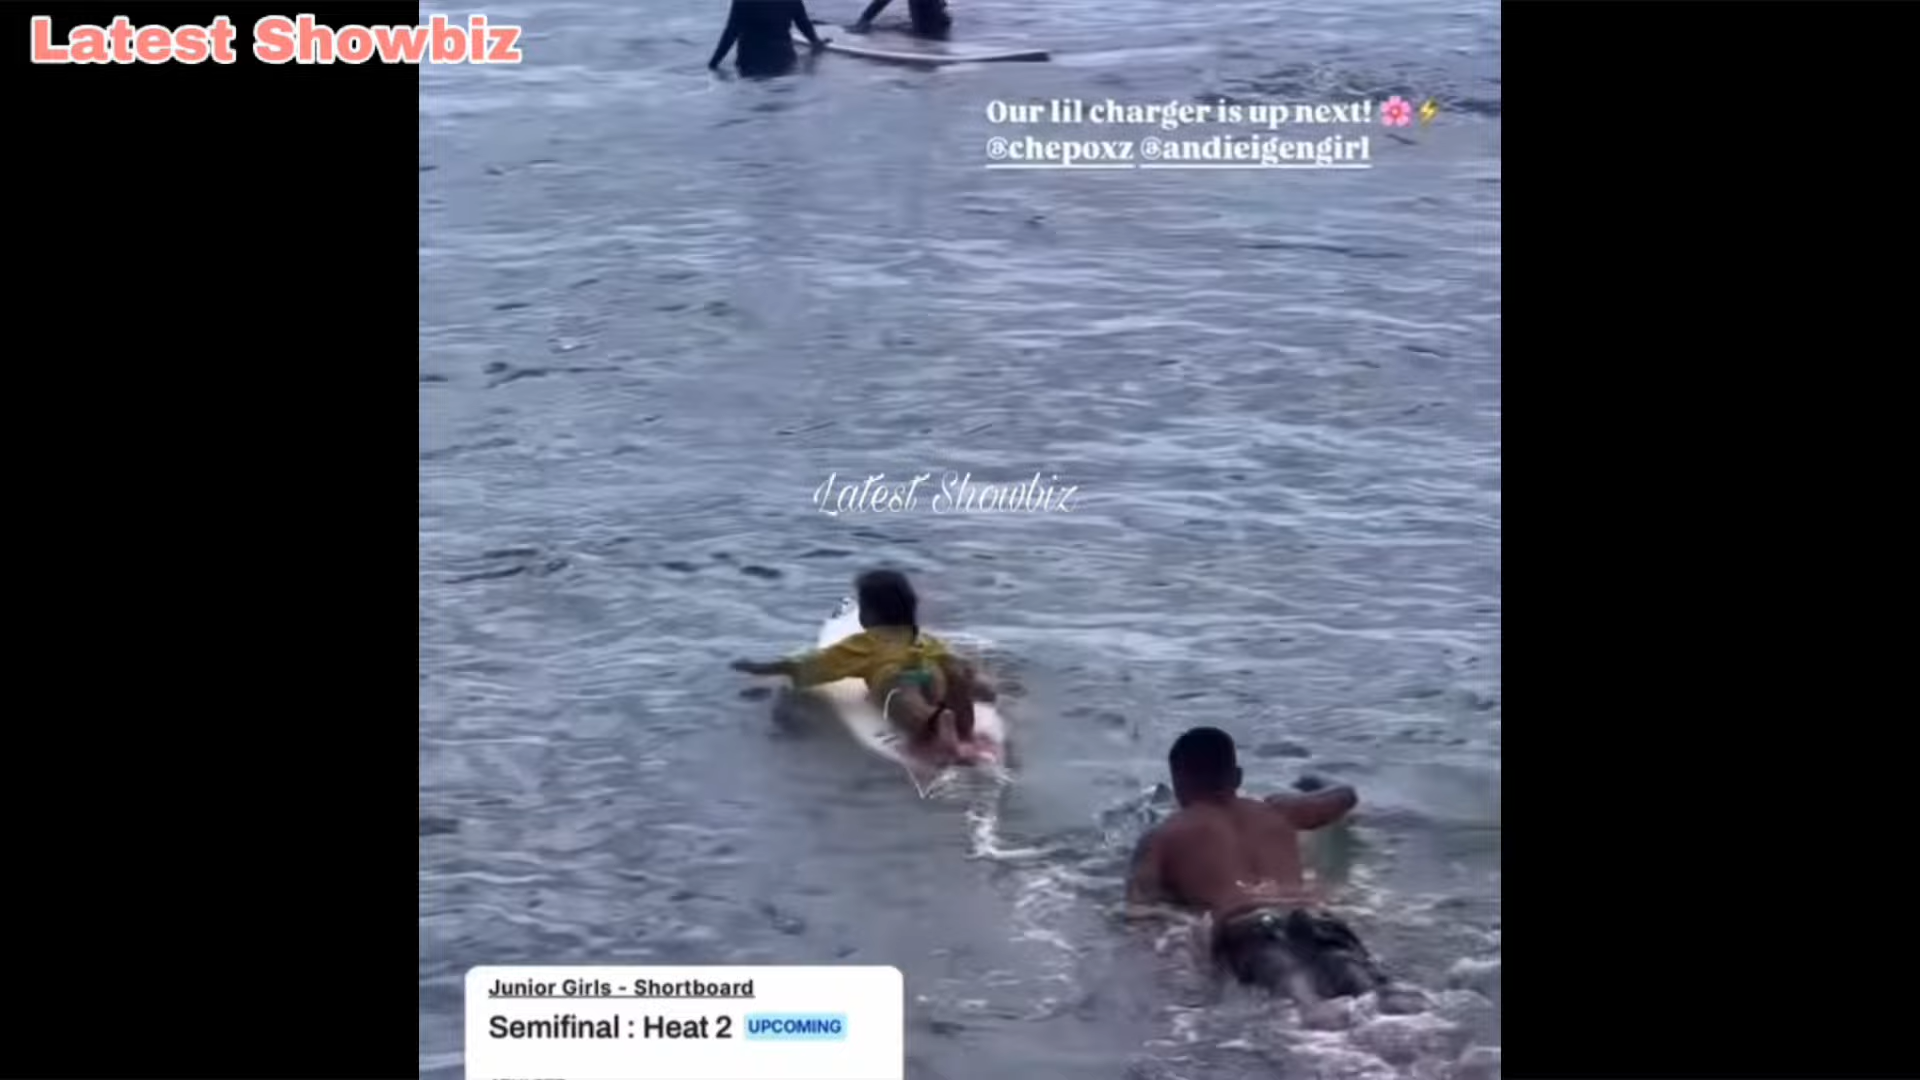 Latest Showbiz
Our lil charger is up next! 🌸⚡
@chepoxz @andieigengirl
Latest Showbiz
Junior Girls - Shortboard
Semifinal : Heat 2 UPCOMING